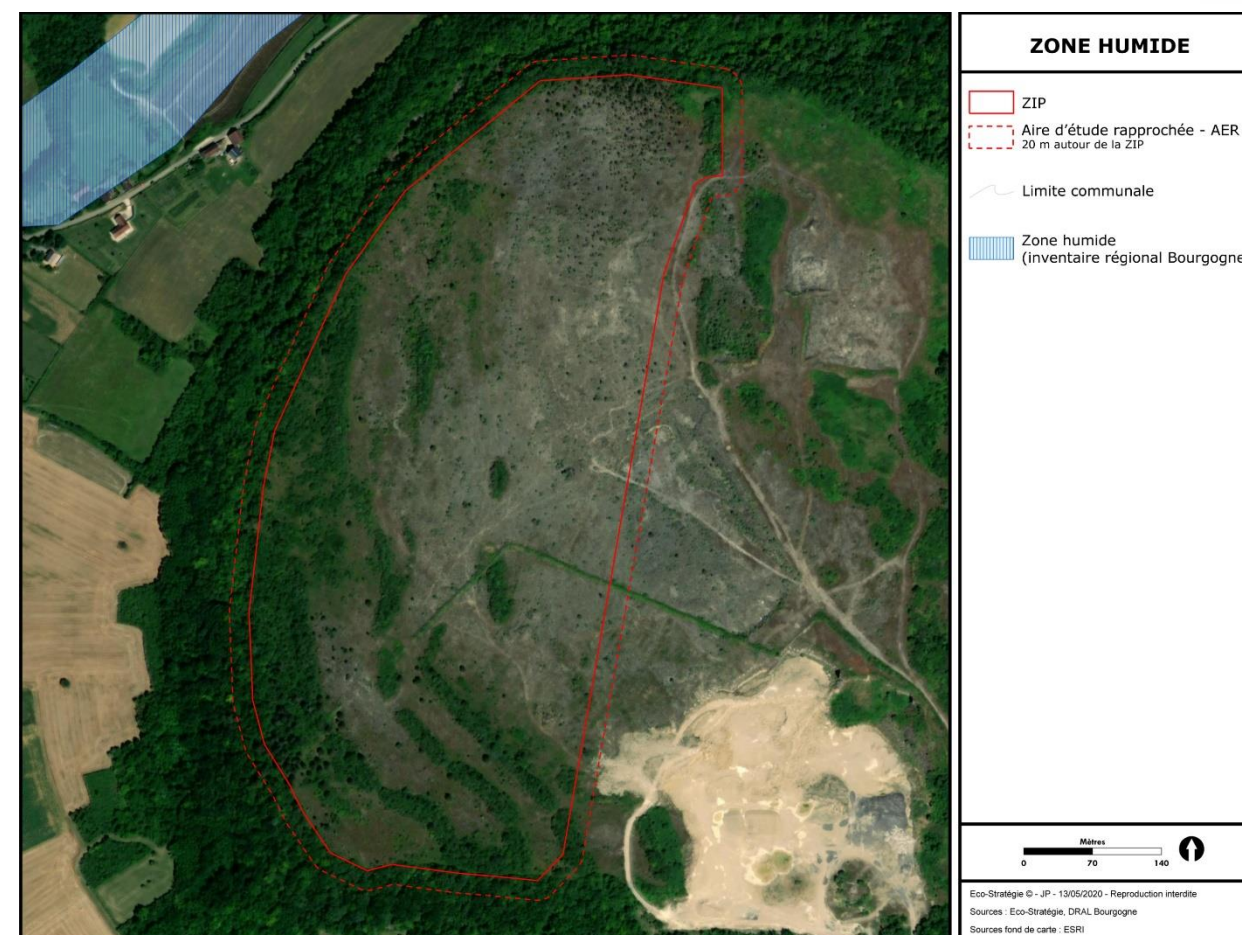 ZONE HUMIDE
ZIP
Aire d'étude rapprochée - AER
20 m autour de la ZIP
Limite communale
Zone humide
(inventaire régional Bourgogne
Mètres
0 70 140
Eco-Stratégie © - JP - 13/05/2020 - Reproduction interdite
Sources : Eco-Stratégie, DRAL Bourgogne
Sources fond de carte : ESRI